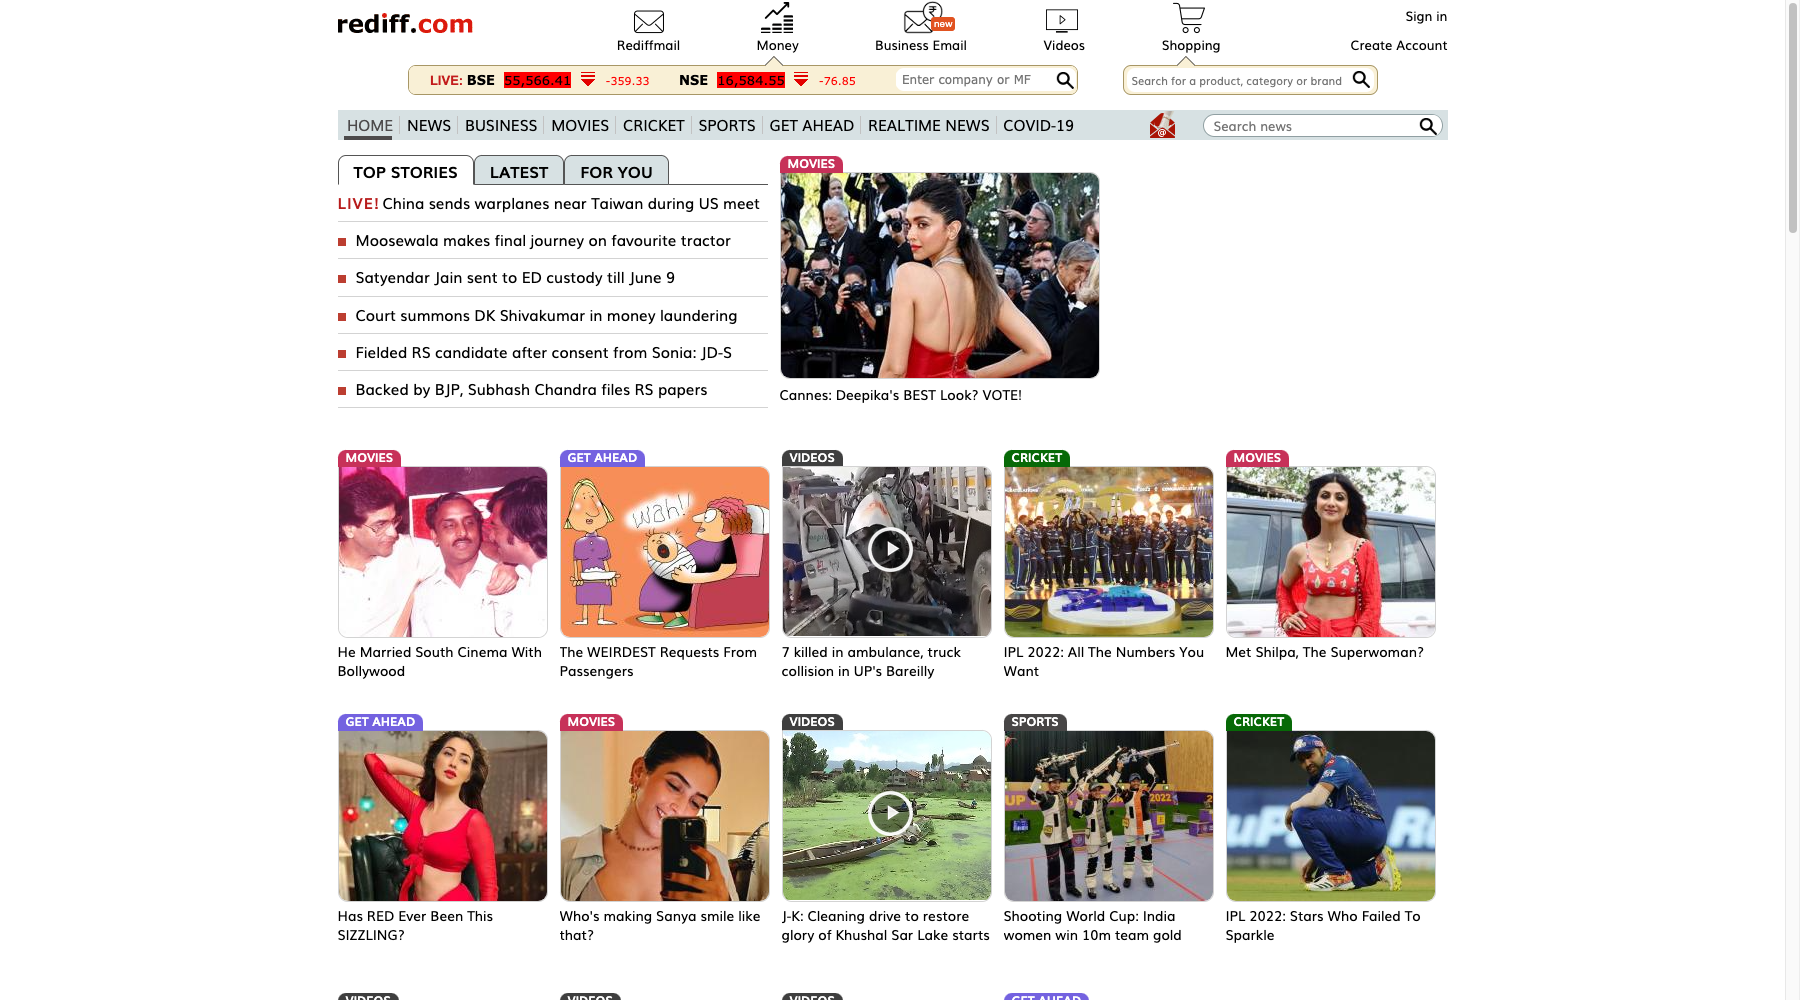 rediff.com
Rediffmail
Money
new
Business Email
Videos
Shopping
Sign in
Create Account
LIVE: BSE 55,566.41 -359.33 NSE 16,584.55 -76.85
Enter company or MF
Search for a product, category or brand
HOME NEWS BUSINESS MOVIES CRICKET SPORTS GET AHEAD REALTIME NEWS COVID-19
Search news
TOP STORIES LATEST FOR YOU
LIVE! China sends warplanes near Taiwan during US meet
Moosewala makes final journey on favourite tractor
Satyendar Jain sent to ED custody till June 9
Court summons DK Shivakumar in money laundering
Fielded RS candidate after consent from Sonia: JD-S
Backed by BJP, Subhash Chandra files RS papers
MOVIES
Cannes: Deepika's BEST Look? VOTE!
MOVIES
He Married South Cinema With
Bollywood
GET AHEAD
Wah!
The WEIRDEST Requests From
Passengers
VIDEOS
7 killed in ambulance, truck
collision in UP's Bareilly
CRICKET
IPL 2022: All The Numbers You
Want
MOVIES
Met Shilpa, The Superwoman?
GET AHEAD
Has RED Ever Been This
SIZZLING?
MOVIES
Who's making Sanya smile like
that?
VIDEOS
J-K: Cleaning drive to restore
glory of Khushal Sar Lake starts
SPORTS
2022
Shooting World Cup: India
women win 10m team gold
CRICKET
IPL 2022: Stars Who Failed To
Sparkle
VIDEOS
VIDEOS
VIDEOS
GET AHEAD